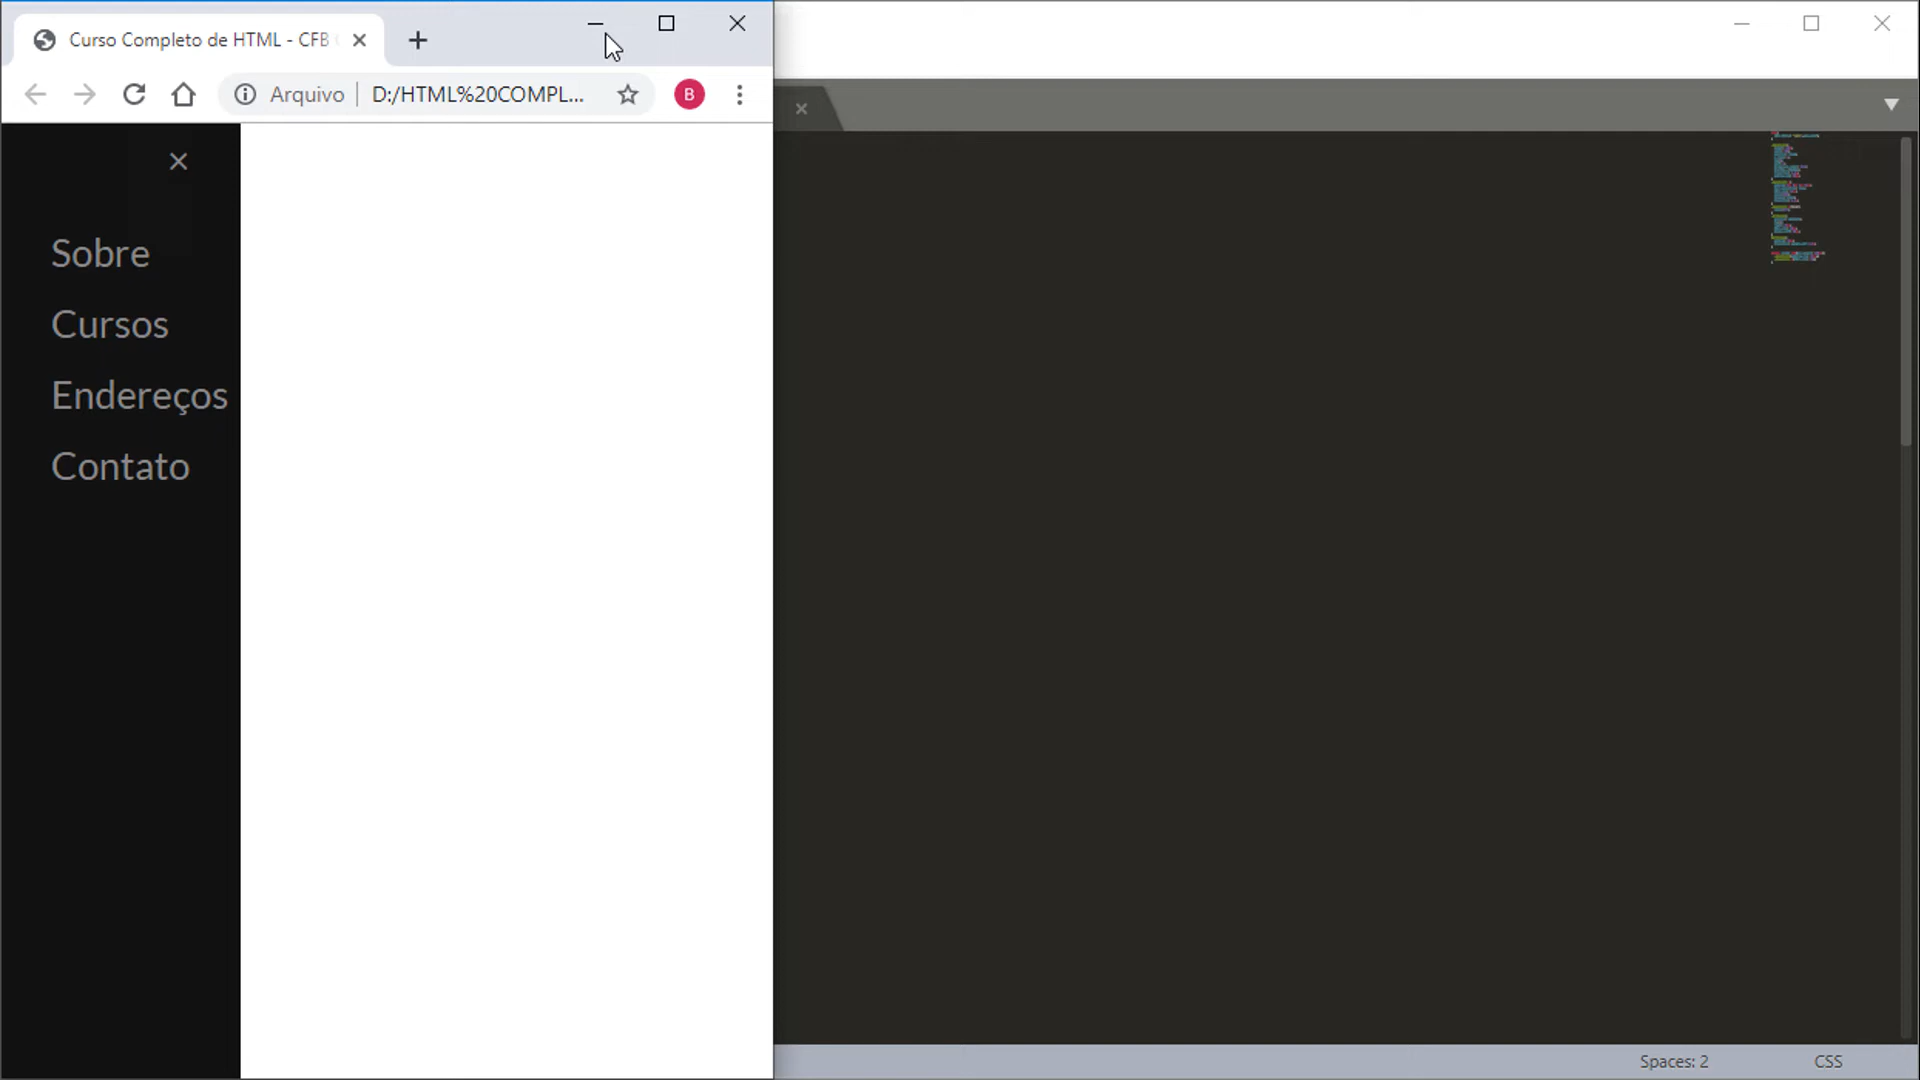 Curso Completo de HTML - CFB
Arquivo D:/HTML%20COMPL...
B
Sobre
Cursos
Endereços
Contato
Spaces: 2 CSS